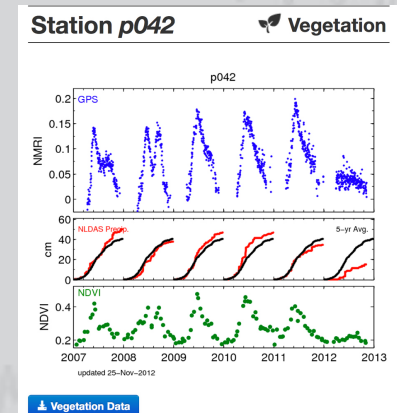 Station p042
Vegetation
p042
GPS
NMRI
0.2
0.15
0.1
0.05
0
NLDAS Precip.
5-yr Avg.
cm
60
40
20
0
NDVI
NDVI
0.4
0.2
2007 2008 2009 2010 2011 2012 2013
updated 25-Nov-2012
Vegetation Data